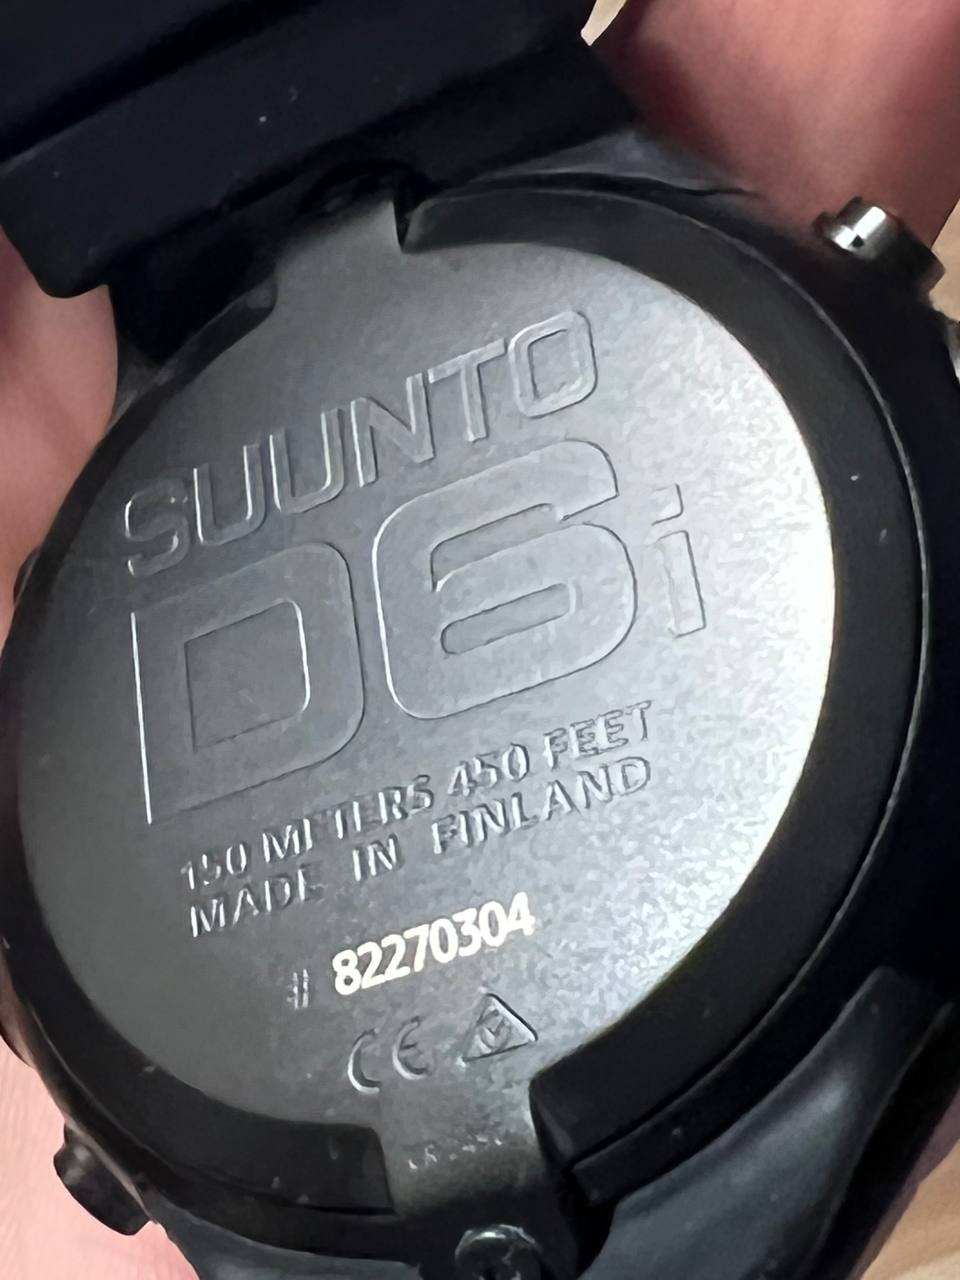 SUUNTO
D6i
150 METERS 450 FEET
MADE IN FINLAND
# 82270304
CE